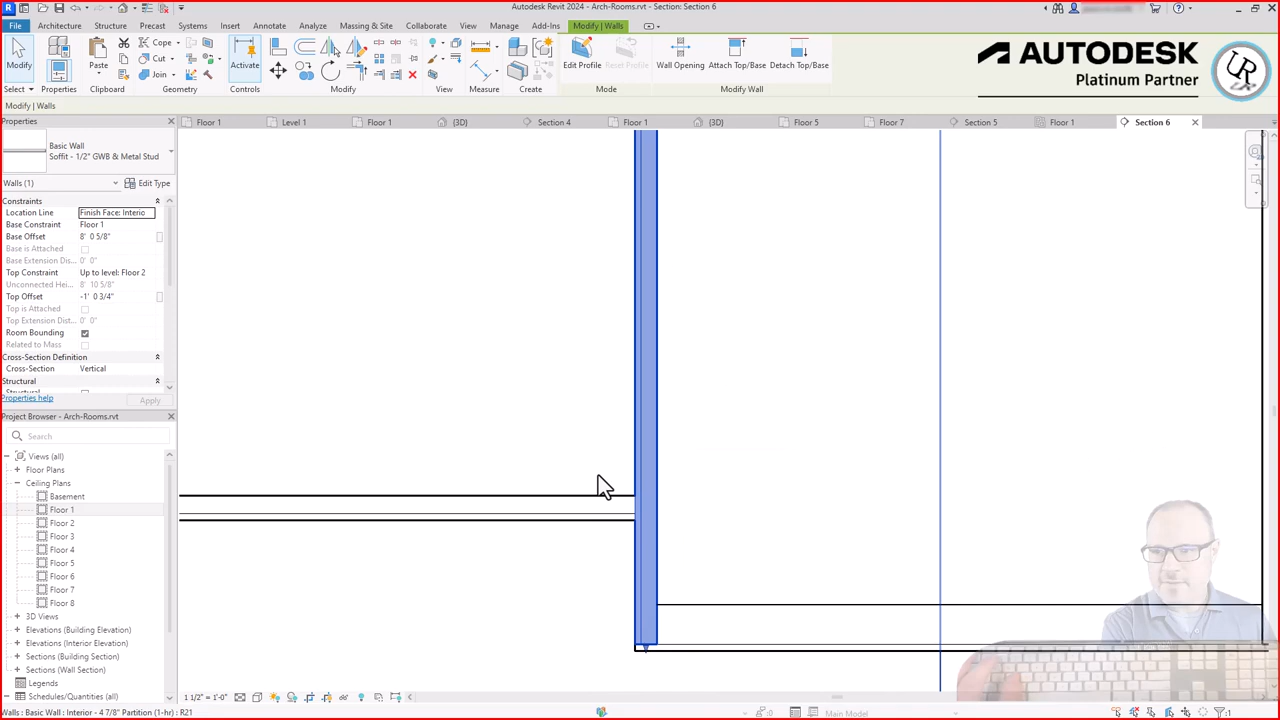 Autodesk Revit 2024 - Arch-Rooms.rvt - Section: Section 6
File Architecture Structure Precast Systems Insert Annotate Analyze Massing & Site Collaborate View Manage Add-Ins Modify | Walls
Modify Paste Cope Cut Join Activate Edit Profile Reset Profile Wall Opening Attach Top/Base Detach Top/Base
Select Properties Clipboard Geometry Controls Modify View Measure Create Mode Modify Wall
AUTODESK
Platinum Partner
Modify | Walls
Properties
Floor 1 Level 1 Floor 1 {3D} Section 4 Floor 1 {3D} Floor 5 Floor 7 Section 5 Floor 1 Section 6
Basic Wall
Soffit - 1/2" GWB & Metal Stud
Walls (1) Edit Type
Constraints
Location Line Finish Face: Interio
Base Constraint Floor 1
Base Offset 8' 0 5/8"
Base is Attached
Base Extension Dis... 0' 0"
Top Constraint Up to level: Floor 2
Unconnected Hei... 8' 10 5/8"
Top Offset -1' 0 3/4"
Top is Attached
Top Extension Dist... 0' 0"
Room Bounding
Related to Mass
Cross-Section Definition
Cross-Section Vertical
Structural
Properties help Apply
Project Browser - Arch-Rooms.rvt
Search
Views (all)
Floor Plans
Ceiling Plans
Basement
Floor 1
Floor 2
Floor 3
Floor 4
Floor 5
Floor 6
Floor 7
Floor 8
3D Views
Elevations (Building Elevation)
Elevations (Interior Elevation)
Sections (Building Section)
Sections (Wall Section)
Legends
Schedules/Quantities (all)
1 1/2" = 1'-0"
Walls : Basic Wall : Interior - 4 7/8" Partition (1-hr) : R21 :0 Main Model :1